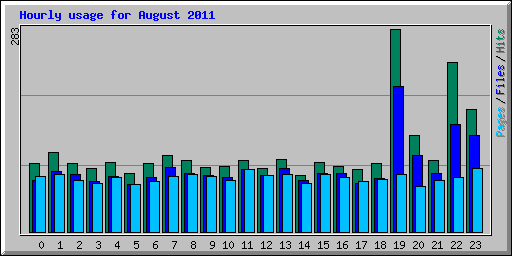 Hourly usage for August 2011
283
Pages / Files / Hits
0 1 2 3 4 5 6 7 8 9 10 11 12 13 14 15 16 17 18 19 20 21 22 23